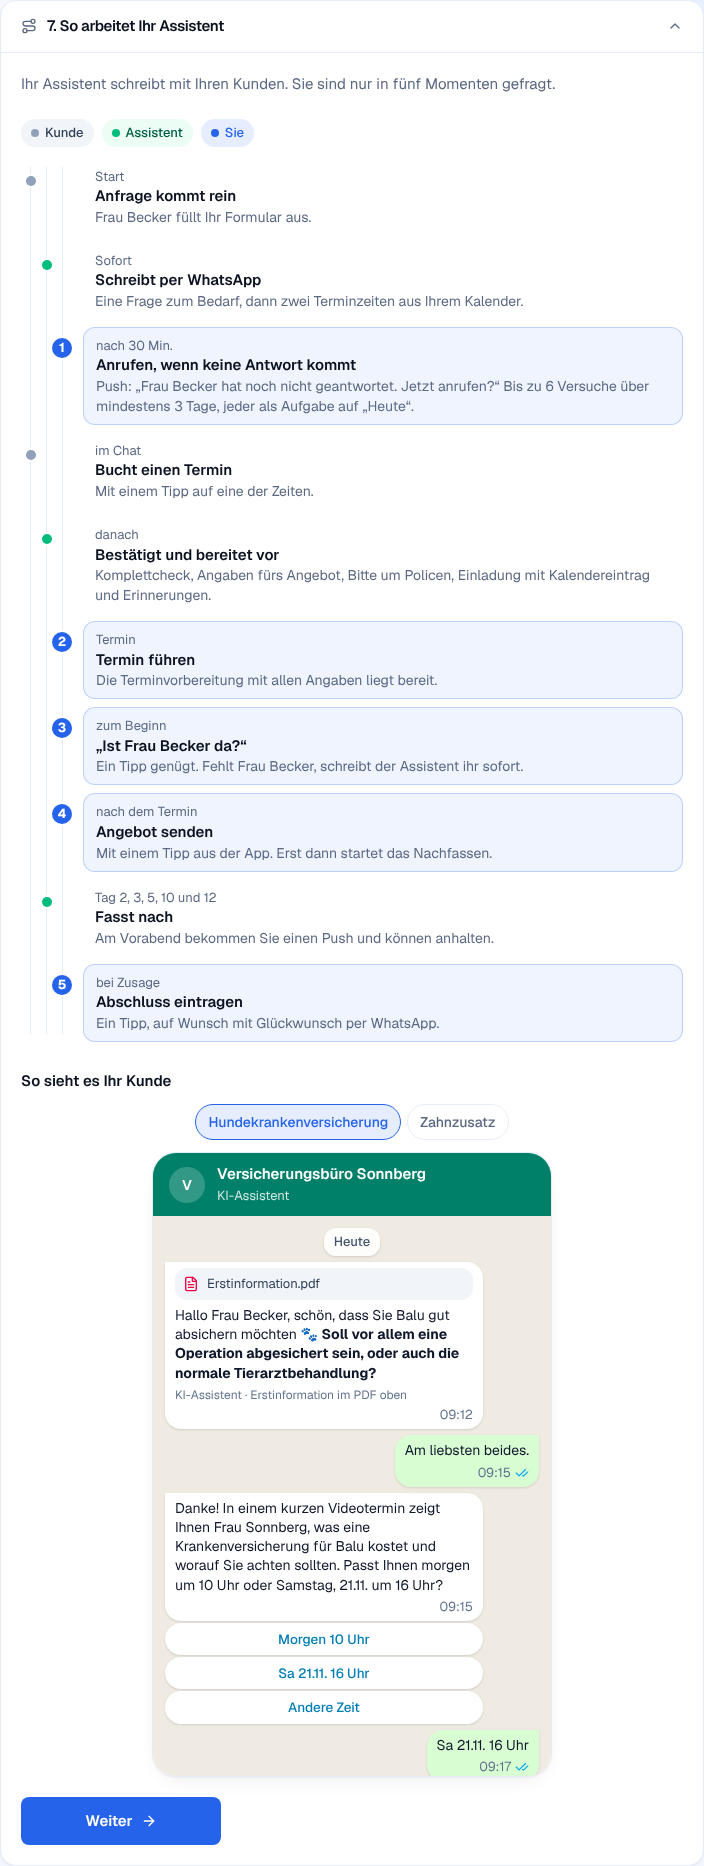 7. So arbeitet Ihr Assistent
Ihr Assistent schreibt mit Ihren Kunden. Sie sind nur in fünf Momenten gefragt.
Kunde
Assistent
Sie
Start
Anfrage kommt rein
Frau Becker füllt Ihr Formular aus.
Sofort
Schreibt per WhatsApp
Eine Frage zum Bedarf, dann zwei Terminzeiten aus Ihrem Kalender.
1
nach 30 Min.
Anrufen, wenn keine Antwort kommt
Push: „Frau Becker hat noch nicht geantwortet. Jetzt anrufen?“ Bis zu 6 Versuche über
mindestens 3 Tage, jeder als Aufgabe auf „Heute“.
im Chat
Bucht einen Termin
Mit einem Tipp auf eine der Zeiten.
danach
Bestätigt und bereitet vor
Komplettcheck, Angaben fürs Angebot, Bitte um Policen, Einladung mit Kalendereintrag
und Erinnerungen.
2
Termin
Termin führen
Die Terminvorbereitung mit allen Angaben liegt bereit.
3
zum Beginn
„Ist Frau Becker da?“
Ein Tipp genügt. Fehlt Frau Becker, schreibt der Assistent ihr sofort.
4
nach dem Termin
Angebot senden
Mit einem Tipp aus der App. Erst dann startet das Nachfassen.
Tag 2, 3, 5, 10 und 12
Fasst nach
Am Vorabend bekommen Sie einen Push und können anhalten.
5
bei Zusage
Abschluss eintragen
Ein Tipp, auf Wunsch mit Glückwunsch per WhatsApp.
So sieht es Ihr Kunde
Hundekrankenversicherung
Zahnzusatz
V
Versicherungsbüro Sonnberg
KI-Assistent
Heute
Erstinformation.pdf
Hallo Frau Becker, schön, dass Sie Balu gut
absichern möchten 🐾 Soll vor allem eine
Operation abgesichert sein, oder auch die
normale Tierarztbehandlung?
KI-Assistent · Erstinformation im PDF oben
09:12
Am liebsten beides.
09:15
Danke! In einem kurzen Videotermin zeigt
Ihnen Frau Sonnberg, was eine
Krankenversicherung für Balu kostet und
worauf Sie achten sollten. Passt Ihnen morgen
um 10 Uhr oder Samstag, 21.11. um 16 Uhr?
09:15
Morgen 10 Uhr
Sa 21.11. 16 Uhr
Andere Zeit
Sa 21.11. 16 Uhr
09:17
Weiter →